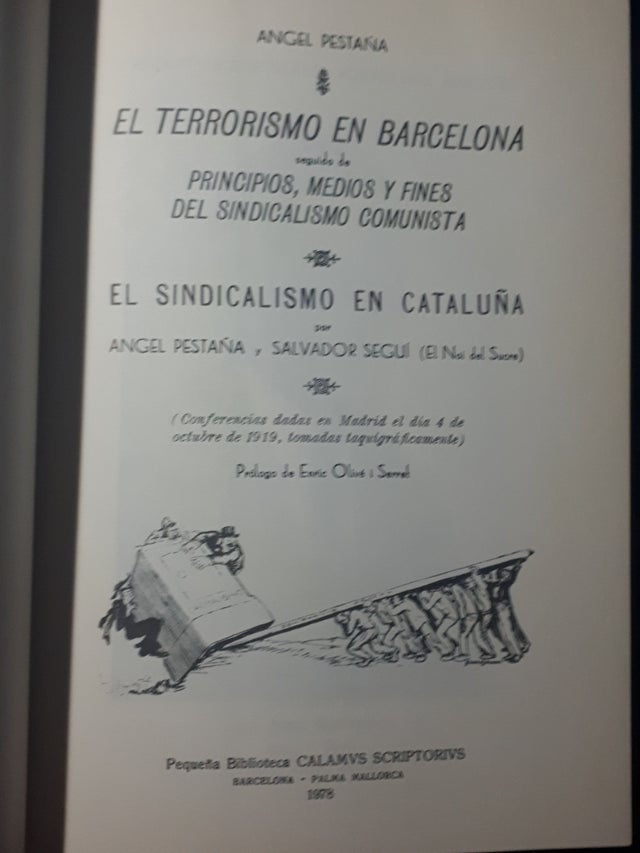 ANGEL PESTAÑA
EL TERRORISMO EN BARCELONA
seguido de
PRINCIPIOS, MEDIOS Y FINES
DEL SINDICALISMO COMUNISTA
EL SINDICALISMO EN CATALUÑA
por
ANGEL PESTAÑA y SALVADOR SEGUÍ (El Noi del Sucre)
(Conferencias dadas en Madrid el día 4 de
octubre de 1919, tomadas taquigráficamente)
Prólogo de Enric Olivé i Serret
Pequeña Biblioteca CALAMVS SCRIPTORIVS
BARCELONA - PALMA MALLORCA
1978